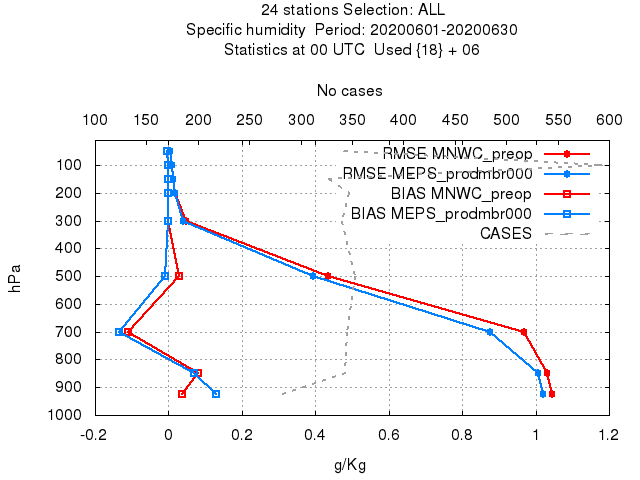 24 stations Selection: ALL
Specific humidity  Period: 20200601-20200630
Statistics at 00 UTC  Used {18} + 06
No cases
100 150 200 250 300 350 400 450 500 550 600
RMSE MNWC_preop
RMSE MEPS_prodmbr000
BIAS MNWC_preop
BIAS MEPS_prodmbr000
CASES
hPa
100
200
300
400
500
600
700
800
900
1000
-0.2 0 0.2 0.4 0.6 0.8 1 1.2
g/Kg